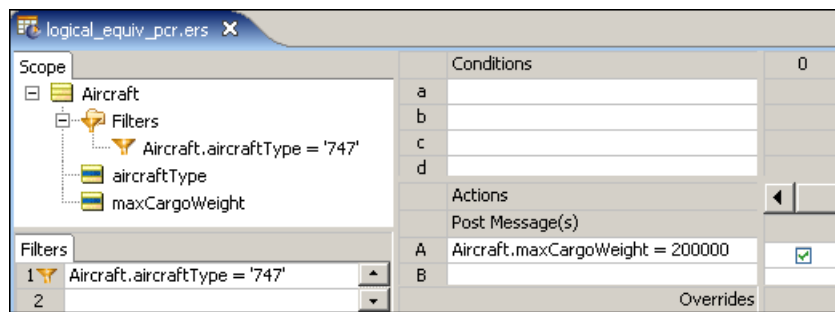 logical_equiv_pcr.ers
Scope
Aircraft
Filters
Aircraft.aircraftType = '747'
aircraftType
maxCargoWeight
Filters
1 Aircraft.aircraftType = '747'
2
Conditions 0
a
b
c
d
Actions
Post Message(s)
A Aircraft.maxCargoWeight = 200000
B
Overrides